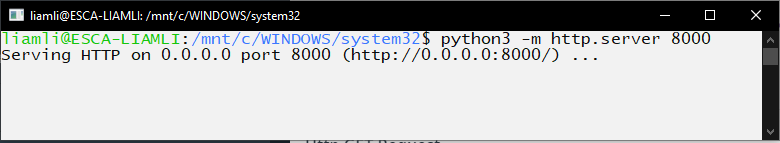 liamli@ESCA-LIAMLI: /mnt/c/WINDOWS/system32
liamli@ESCA-LIAMLI:/mnt/c/WINDOWS/system32$ python3 -m http.server 8000
Serving HTTP on 0.0.0.0 port 8000 (http://0.0.0.0:8000/) ...